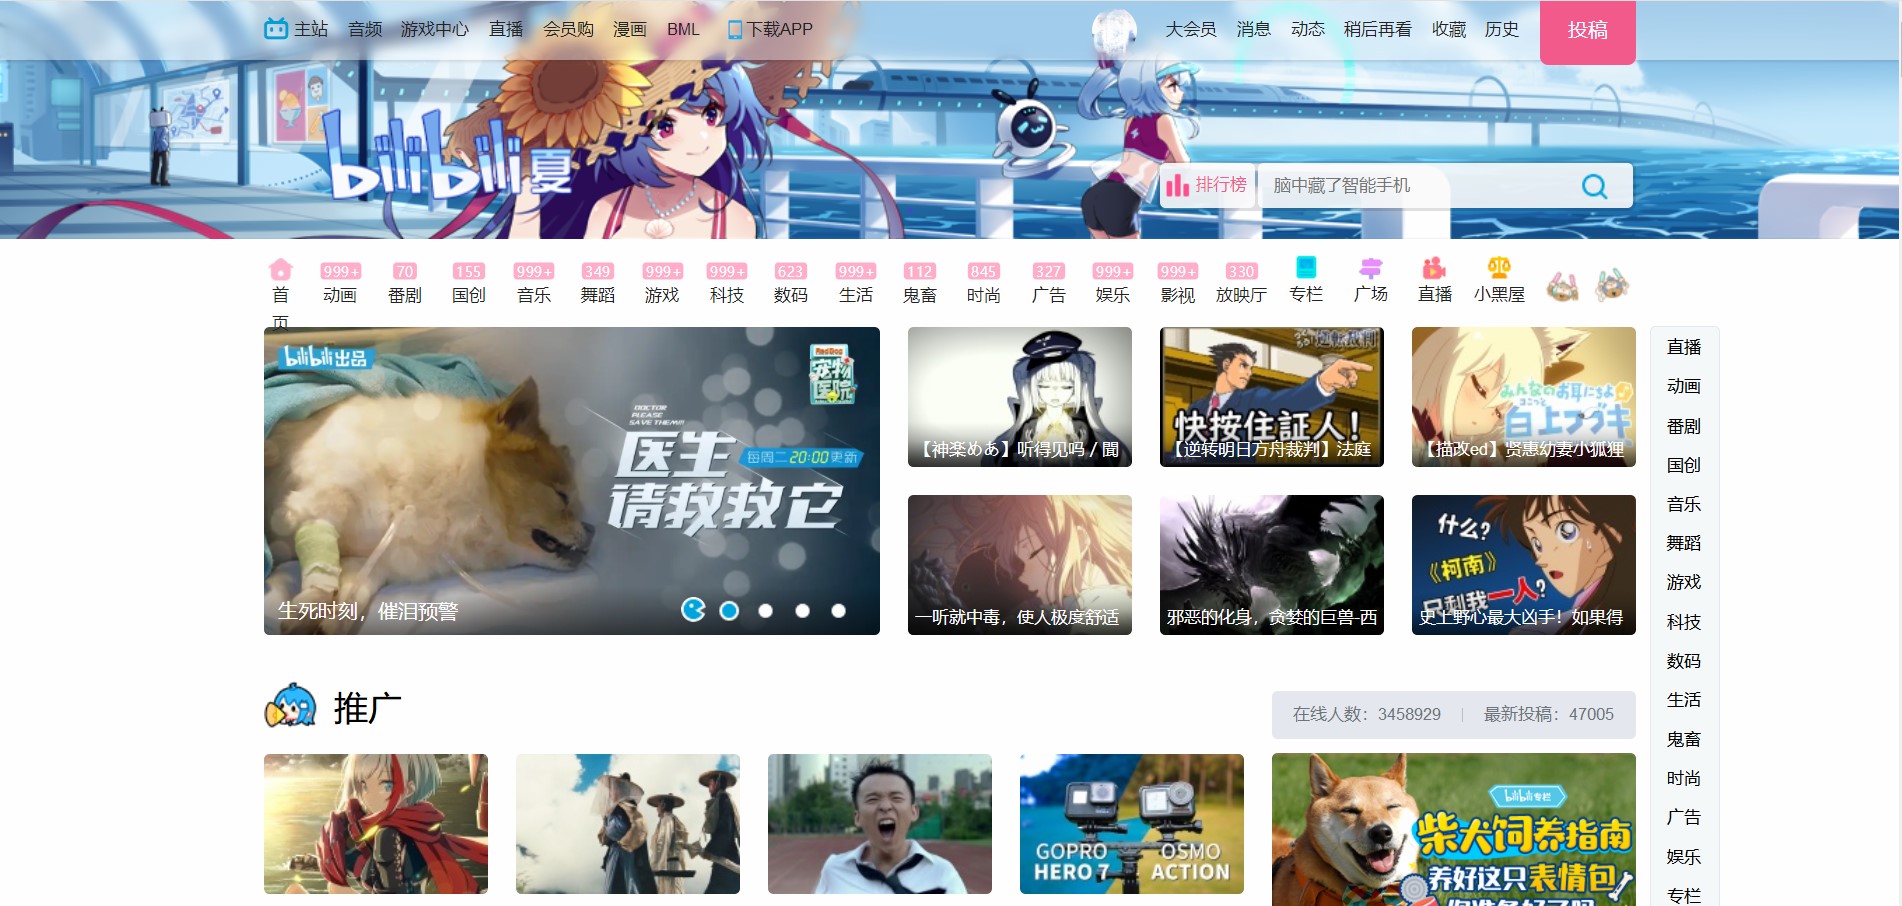 主站 音频 游戏中心 直播 会员购 漫画 BML 下载APP
大会员 消息 动态 稍后再看 收藏 历史 投稿
bilibili 夏
排行榜 脑中藏了智能手机
999+ 70 155 999+ 349 999+ 999+ 623 999+ 112 845 327 999+ 999+ 330
首页 动画 番剧 国创 音乐 舞蹈 游戏 科技 数码 生活 鬼畜 时尚 广告 娱乐 影视 放映厅 专栏 广场 直播 小黑屋
bilibili出品
RedDog
宠物医院
DOCTOR
PLEASE
SAVE THEM!!!
医生
每周二 20:00 更新
请救救它
生死时刻，催泪预警
【神楽めあ】听得见吗 / 聞
快按住証人！
【逆转明日方舟裁判】法庭
みんなのお耳にちょ
白上フブキ
【描改ed】贤惠幼妻小狐狸
一听就中毒，使人极度舒适
邪恶的化身，贪婪的巨兽-西
什么？
《柯南》
只剩我一人？
史上野心最大凶手！如果得
推广
在线人数：3458929 | 最新投稿：47005
GOPRO
HERO 7
OSMO
ACTION
bilibili专栏
柴犬饲养指南
养好这只表情包
你准备好了吗
直播
动画
番剧
国创
音乐
舞蹈
游戏
科技
数码
生活
鬼畜
时尚
广告
娱乐
专栏